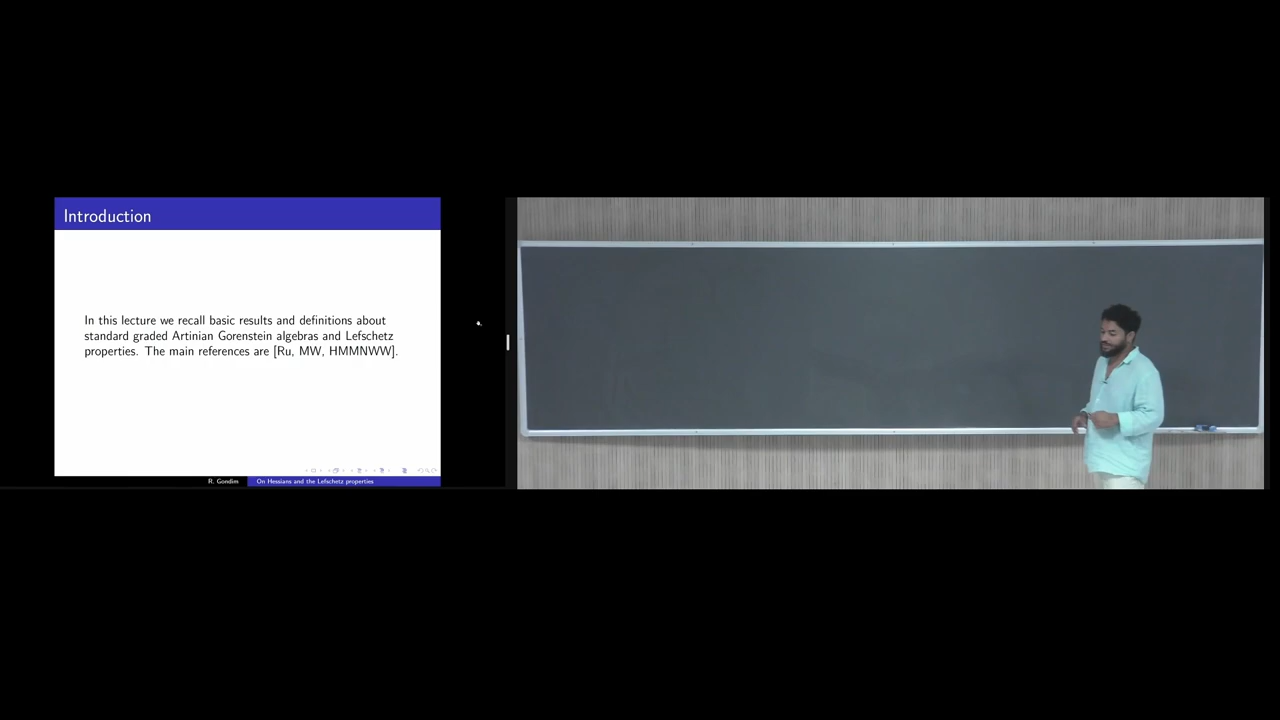 Introduction
In this lecture we recall basic results and definitions about
standard graded Artinian Gorenstein algebras and Lefschetz
properties. The main references are [Ru, MW, HMMNWW].
R. Gondim
On Hessians and the Lefschetz properties